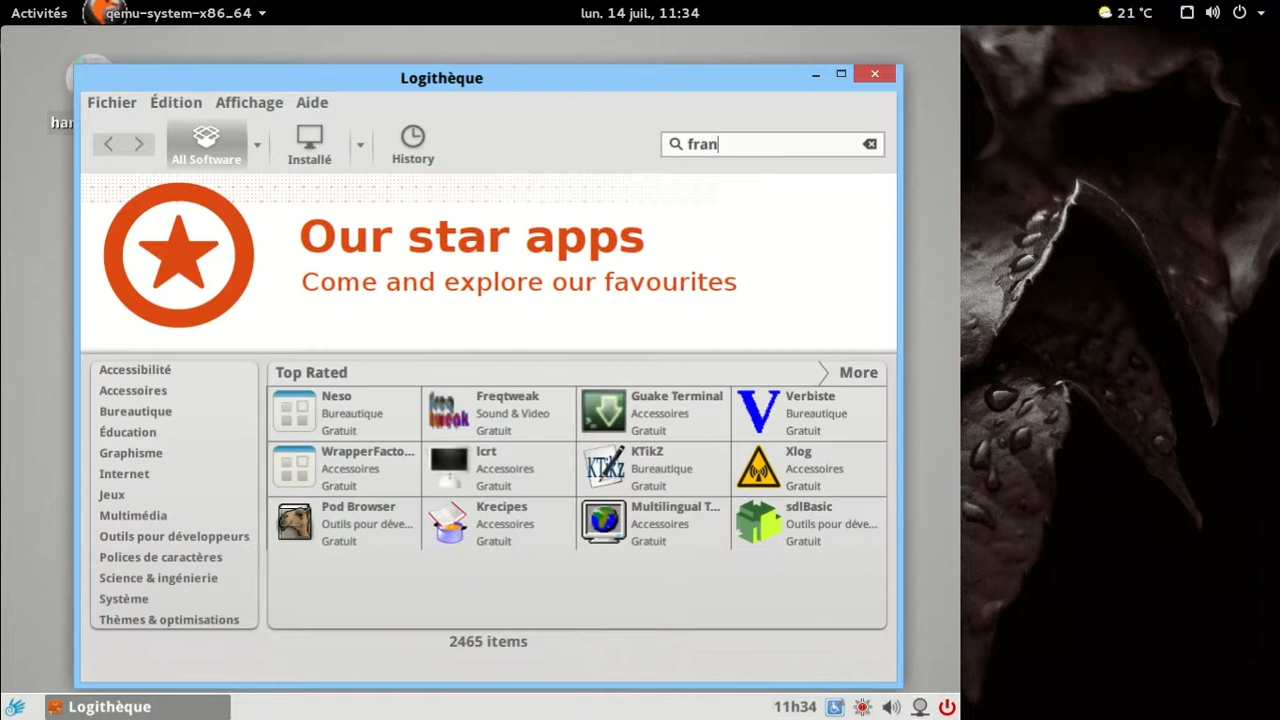 Activités
qemu-system-x86_64
lun. 14 juil., 11:34
21 °C
Logithèque
Fichier Édition Affichage Aide
All Software
Installé
History
fran
Our star apps
Come and explore our favourites
Accessibilité
Accessoires
Bureautique
Éducation
Graphisme
Internet
Jeux
Multimédia
Outils pour développeurs
Polices de caractères
Science & ingénierie
Système
Thèmes & optimisations
Top Rated
More
Neso
Bureautique
Gratuit
Freqtweak
Sound & Video
Gratuit
Guake Terminal
Accessoires
Gratuit
Verbiste
Bureautique
Gratuit
WrapperFacto...
Accessoires
Gratuit
lcrt
Accessoires
Gratuit
KTikZ
Bureautique
Gratuit
Xlog
Accessoires
Gratuit
Pod Browser
Outils pour déve...
Gratuit
Krecipes
Accessoires
Gratuit
Multilingual T...
Accessoires
Gratuit
sdlBasic
Outils pour déve...
Gratuit
2465 items
Logithèque
11h34